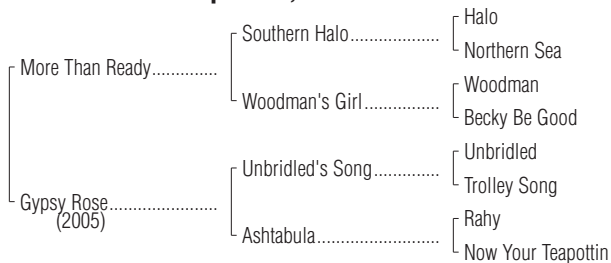 Halo
Southern Halo..................
Northern Sea
More Than Ready.............
Woodman
Woodman's Girl...............
Becky Be Good
Unbridled
Unbridled's Song.............
Trolley Song
Gypsy Rose......................
(2005)
Rahy
Ashtabula.........................
Now Your Teapottin